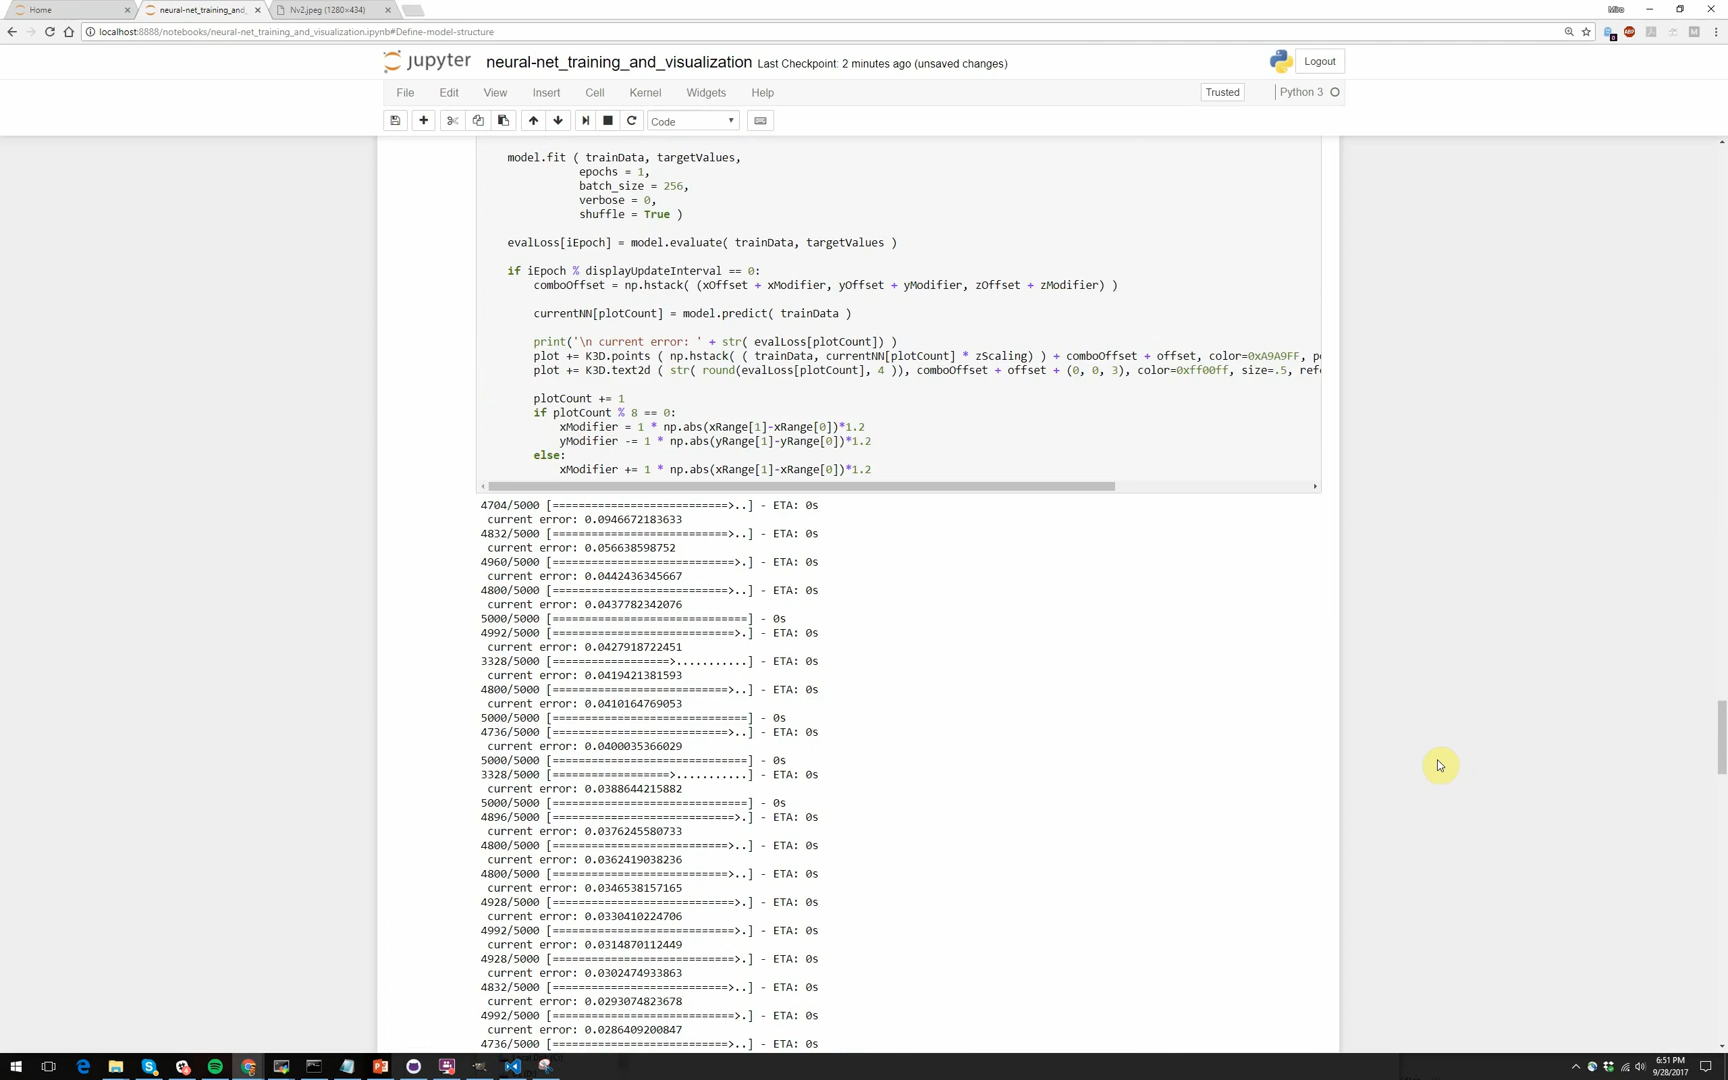 Home
neural-net_training_and_
Nv2.jpeg (1280×434)
Miro
localhost:8888/notebooks/neural-net_training_and_visualization.ipynb#Define-model-structure
jupyter neural-net_training_and_visualization Last Checkpoint: 2 minutes ago (unsaved changes)
Logout
File Edit View Insert Cell Kernel Widgets Help
Trusted
Python 3
Code
model.fit ( trainData, targetValues,
epochs = 1,
batch_size = 256,
verbose = 0,
shuffle = True )
evalLoss[iEpoch] = model.evaluate( trainData, targetValues )
if iEpoch % displayUpdateInterval == 0:
comboOffset = np.hstack( (xOffset + xModifier, yOffset + yModifier, zOffset + zModifier) )
currentNN[plotCount] = model.predict( trainData )
print('\n current error: ' + str( evalLoss[plotCount]) )
plot += K3D.points ( np.hstack( ( trainData, currentNN[plotCount] * zScaling) ) + comboOffset + offset, color=0xA9A9FF, po
plot += K3D.text2d ( str( round(evalLoss[plotCount], 4 )), comboOffset + offset + (0, 0, 3), color=0xff00ff, size=.5, refe
plotCount += 1
if plotCount % 8 == 0:
xModifier = 1 * np.abs(xRange[1]-xRange[0])*1.2
yModifier -= 1 * np.abs(yRange[1]-yRange[0])*1.2
else:
xModifier += 1 * np.abs(xRange[1]-xRange[0])*1.2
4704/5000 [===========================>..] - ETA: 0s
current error: 0.0946672183633
4832/5000 [===========================>..] - ETA: 0s
current error: 0.056638598752
4960/5000 [============================>.] - ETA: 0s
current error: 0.0442436345667
4800/5000 [===========================>..] - ETA: 0s
current error: 0.0437782342076
5000/5000 [==============================] - 0s
4992/5000 [============================>.] - ETA: 0s
current error: 0.0427918722451
3328/5000 [==================>...........] - ETA: 0s
current error: 0.0419421381593
4800/5000 [===========================>..] - ETA: 0s
current error: 0.0410164769053
5000/5000 [==============================] - 0s
4736/5000 [===========================>..] - ETA: 0s
current error: 0.0400035366029
5000/5000 [==============================] - 0s
3328/5000 [==================>...........] - ETA: 0s
current error: 0.0388644215882
5000/5000 [==============================] - 0s
4896/5000 [============================>.] - ETA: 0s
current error: 0.0376245580733
4800/5000 [===========================>..] - ETA: 0s
current error: 0.0362419038236
4800/5000 [===========================>..] - ETA: 0s
current error: 0.0346538157165
4928/5000 [============================>.] - ETA: 0s
current error: 0.0330410224706
4992/5000 [============================>.] - ETA: 0s
current error: 0.0314870112449
4928/5000 [============================>.] - ETA: 0s
current error: 0.0302474933863
4832/5000 [===========================>..] - ETA: 0s
current error: 0.0293074823678
4992/5000 [============================>.] - ETA: 0s
current error: 0.0286409200847
4736/5000 [===========================>..] - ETA: 0s
6:51 PM
9/28/2017